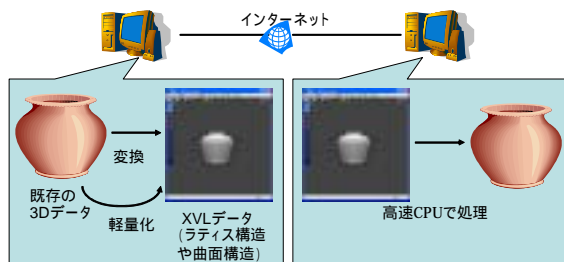 インターネット
変換
既存の
3Dデータ
軽量化
XVLデータ
(ラティス構造
や曲面構造)
高速CPUで処理